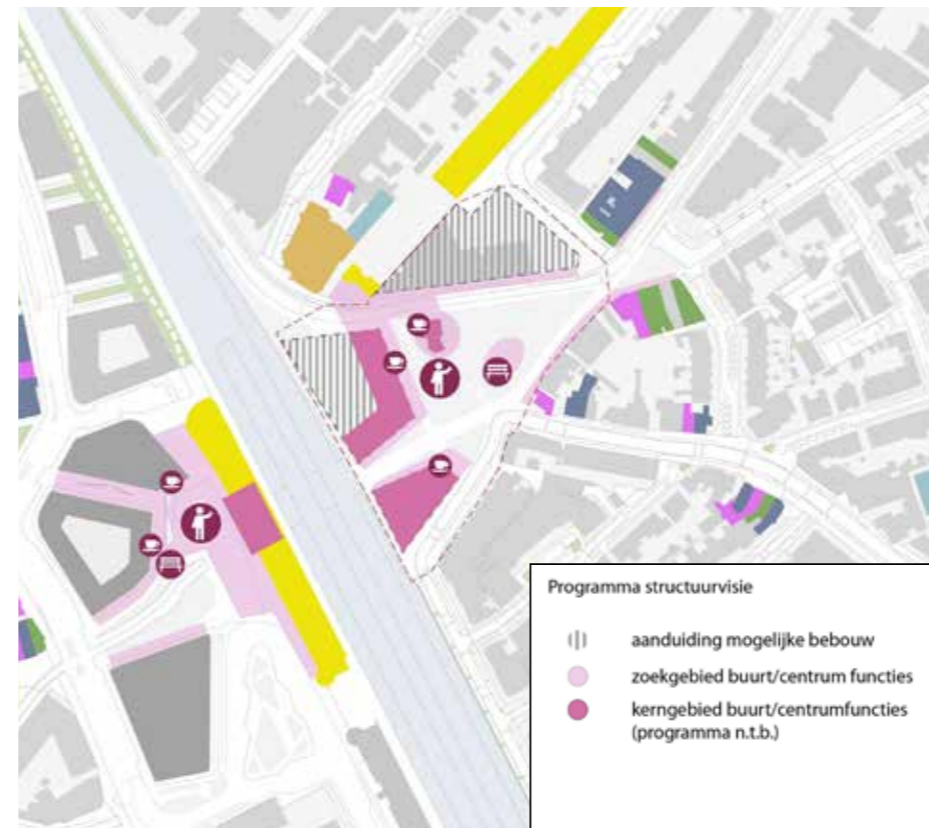 Programma structuurvisie
aanduiding mogelijke bebouw
zoekgebied buurt/centrum functies
kerngebied buurt/centrumfuncties
(programma n.t.b.)